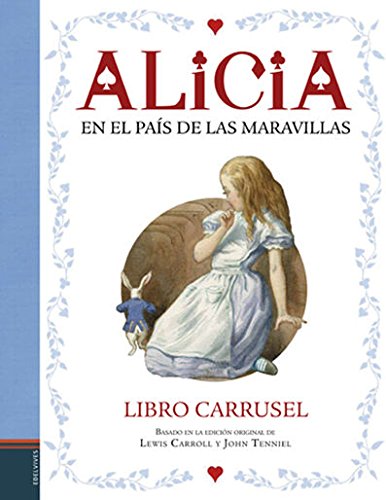 ALICIA
EN EL PAÍS DE LAS MARAVILLAS
LIBRO CARRUSEL
BASADO EN LA EDICIÓN ORIGINAL DE
LEWIS CARROLL Y JOHN TENNIEL
EDELVIVES